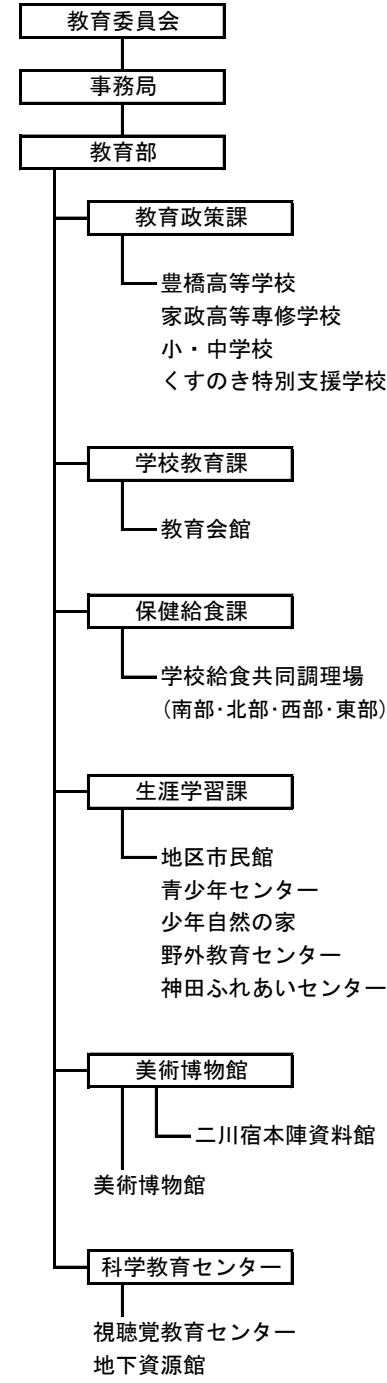 教育委員会
事務局
教育部
教育政策課
豊橋高等学校
家政高等専修学校
小・中学校
くすのき特別支援学校
学校教育課
教育会館
保健給食課
学校給食共同調理場
（南部･北部･西部･東部）
生涯学習課
地区市民館
青少年センター
少年自然の家
野外教育センター
神田ふれあいセンター
美術博物館
二川宿本陣資料館
美術博物館
科学教育センター
視聴覚教育センター
地下資源館